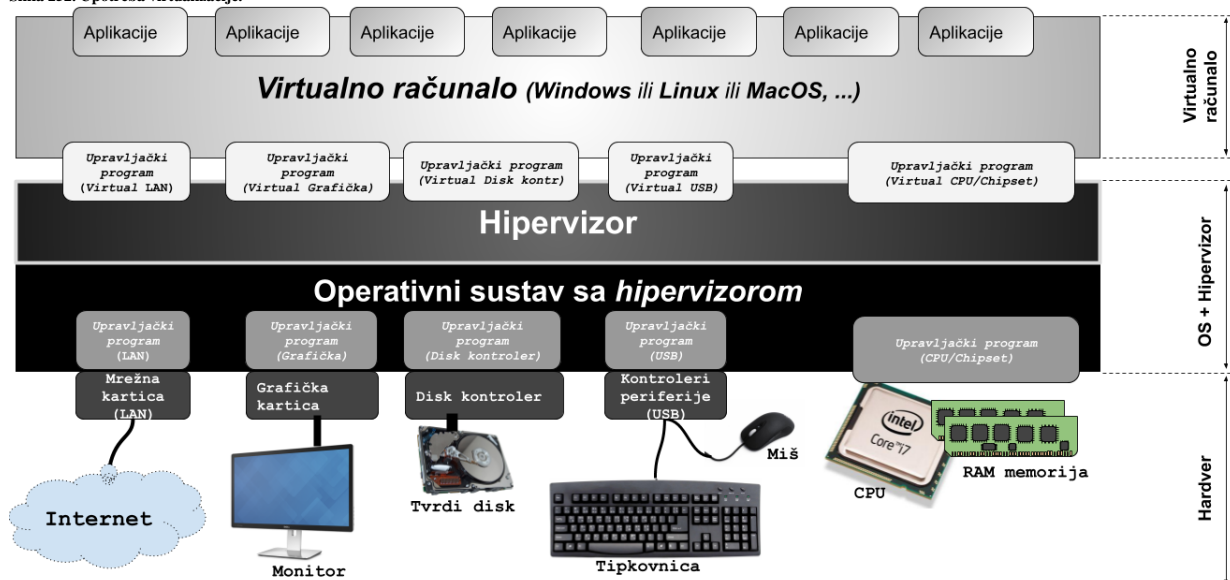 Aplikacije Aplikacije Aplikacije Aplikacije Aplikacije Aplikacije Aplikacije
Virtualno računalo (Windows ili Linux ili MacOS, ...)
Virtualno
računalo
Upravljački
program
(Virtual LAN)
Upravljački
program
(Virtual Grafička)
Upravljački program
(Virtual Disk kontr)
Upravljački
program
(Virtual USB)
Upravljački program
(Virtual CPU/Chipset)
Hipervizor
Operativni sustav sa hipervizorom
OS + Hipervizor
Upravljački
program
(LAN)
Upravljački
program
(Grafička)
Upravljački
program
(Disk kontroler)
Upravljački
program
(USB)
Upravljački program
(CPU/Chipset)
Mrežna
kartica
(LAN)
Grafička
kartica
Disk kontroler
Kontroleri
periferije
(USB)
Hardver
Internet
Monitor
Tvrdi disk
Tipkovnica
Miš
intel
Core™i7
CPU
RAM memorija